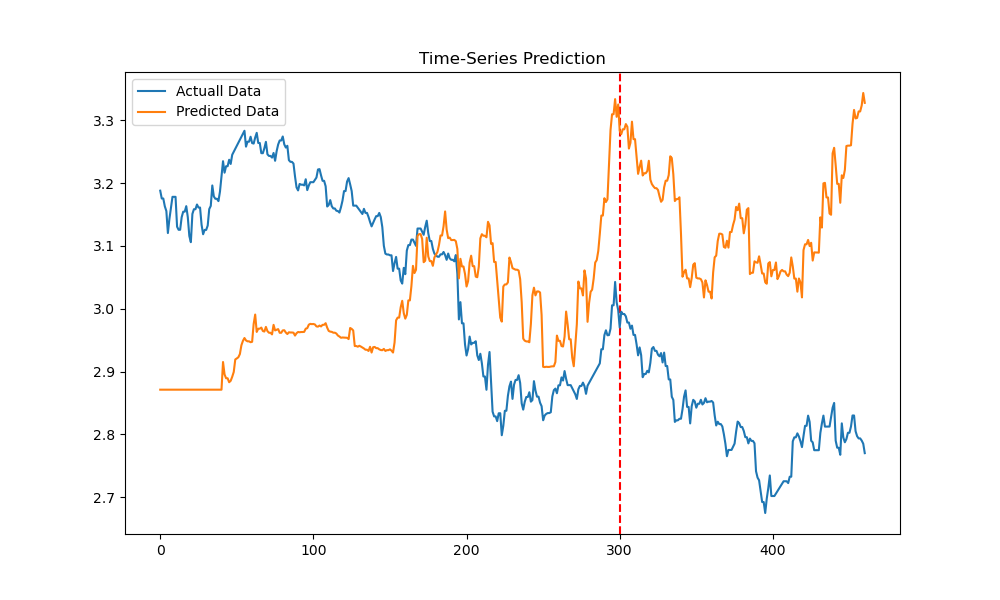 Time-Series Prediction
Actuall Data
Predicted Data
3.3
3.2
3.1
3.0
2.9
2.8
2.7
0 100 200 300 400